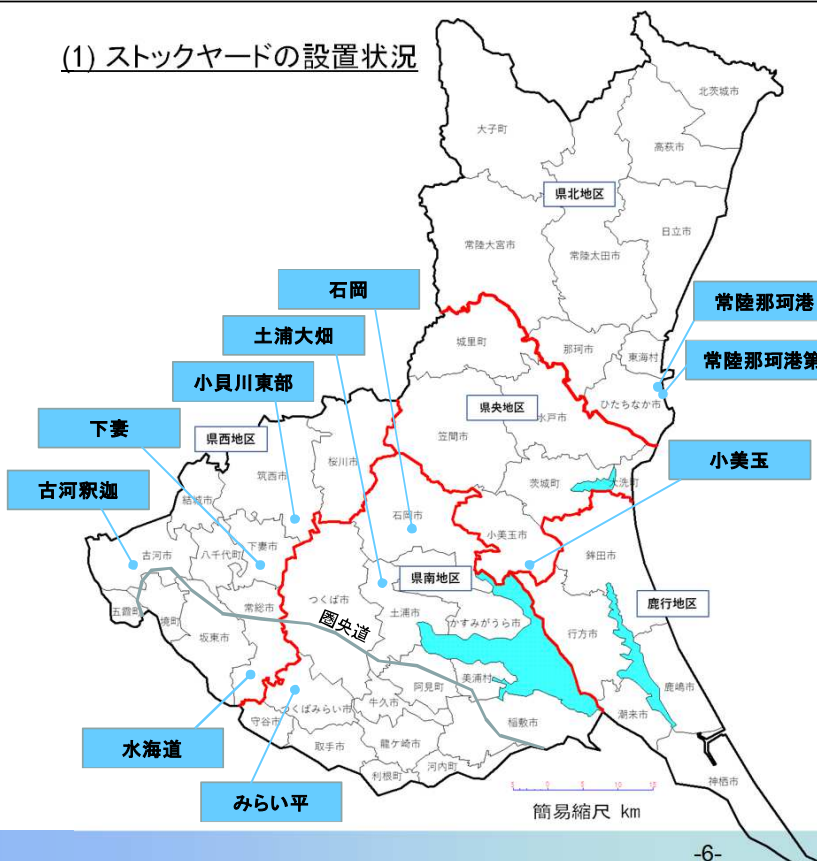 (1) ストックヤードの設置状況
北茨城市
大子町
高萩市
県北地区
日立市
常陸大宮市
常陸太田市
石岡
常陸那珂港
土浦大畑
城里町
那珂市
東海村
常陸那珂港第
小貝川東部
ひたちなか市
県央地区
水戸市
下妻
県西地区
笠間市
桜川市
小美玉
筑西市
茨城町
大洗町
古河釈迦
結城市
石岡市
小美玉市
下妻市
鉾田市
古河市
八千代町
県南地区
つくば市
鹿行地区
五霞町
境町
常総市
土浦市
圏央道
かすみがうら市
坂東市
行方市
美浦村
阿見町
鹿嶋市
牛久市
つくばみらい市
守谷市
稲敷市
潮来市
水海道
取手市
龍ケ崎市
河内町
利根町
神栖市
みらい平
0 5 10 15
簡易縮尺 km
-6-